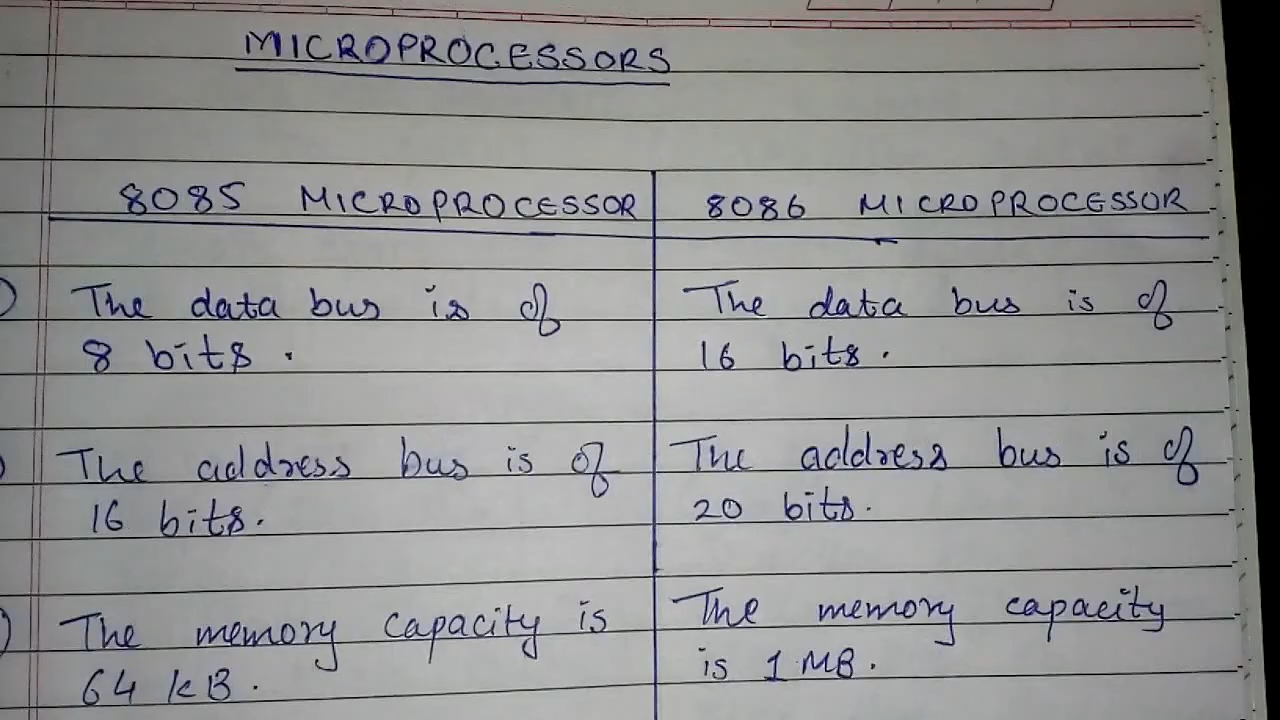 MICROPROCESSORS
8085 MICROPROCESSOR
8086 MICROPROCESSOR
The data bus is of
8 bits.
The data bus is of
16 bits.
The address bus is of
16 bits.
The address bus is of
20 bits.
The memory capacity is
64 kB.
The memory capacity
is 1 MB.